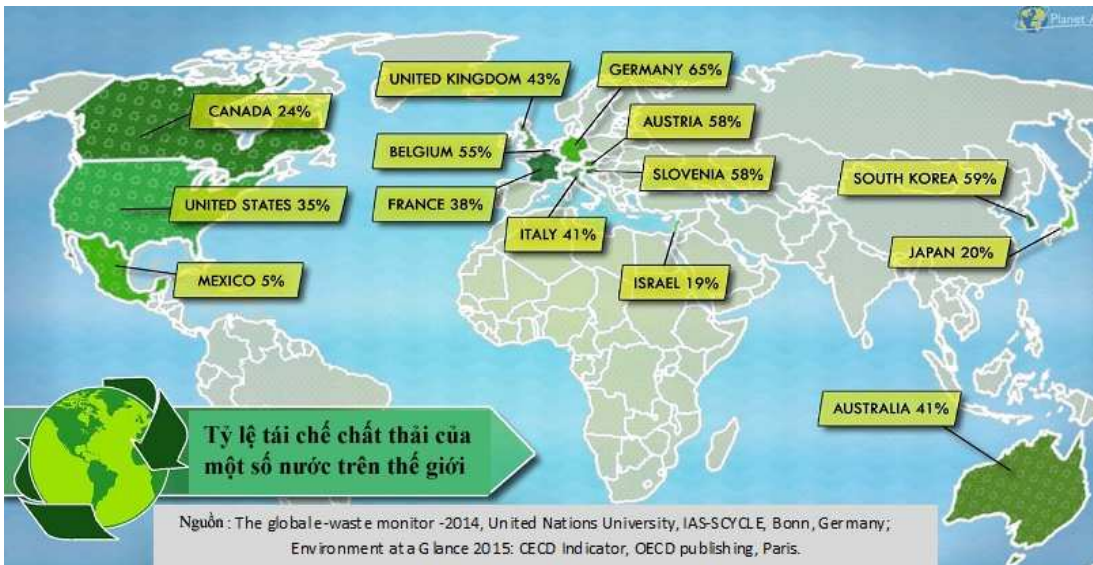 Planet A
UNITED KINGDOM 43%
GERMANY 65%
CANADA 24%
AUSTRIA 58%
BELGIUM 55%
SLOVENIA 58%
SOUTH KOREA 59%
UNITED STATES 35%
FRANCE 38%
ITALY 41%
JAPAN 20%
MEXICO 5%
ISRAEL 19%
AUSTRALIA 41%
Tỷ lệ tái chế chất thải của
một số nước trên thế giới
Nguồn : The global e-waste monitor -2014, United Nations University, IAS-SCYCLE, Bonn, Germany;
Environment at a Glance 2015: CECD Indicator, OECD publishing, Paris.